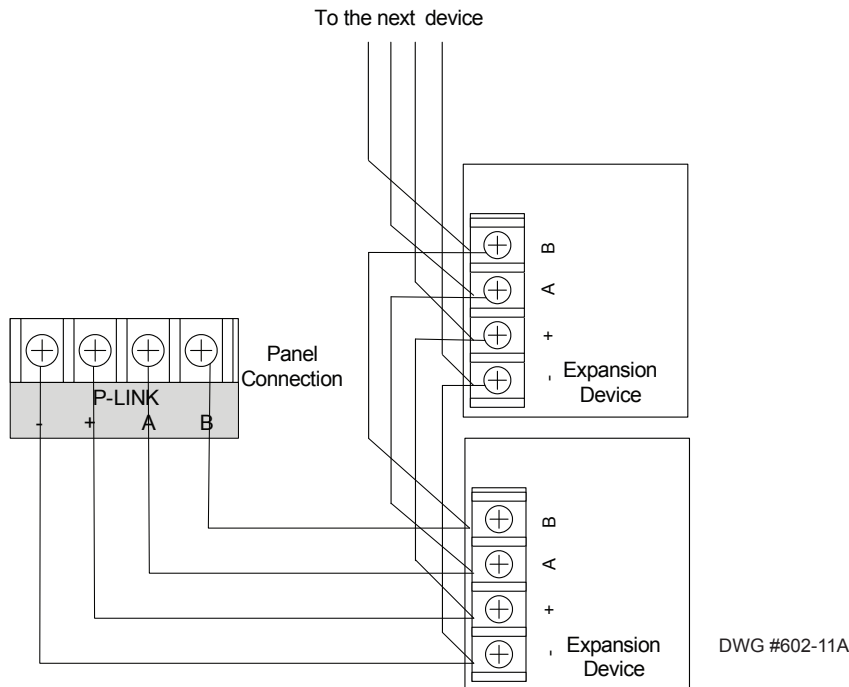 To the next device
B
A
+
-
Expansion
Device
Panel
Connection
P-LINK
- + A B
B
A
+
-
Expansion
Device
DWG #602-11A